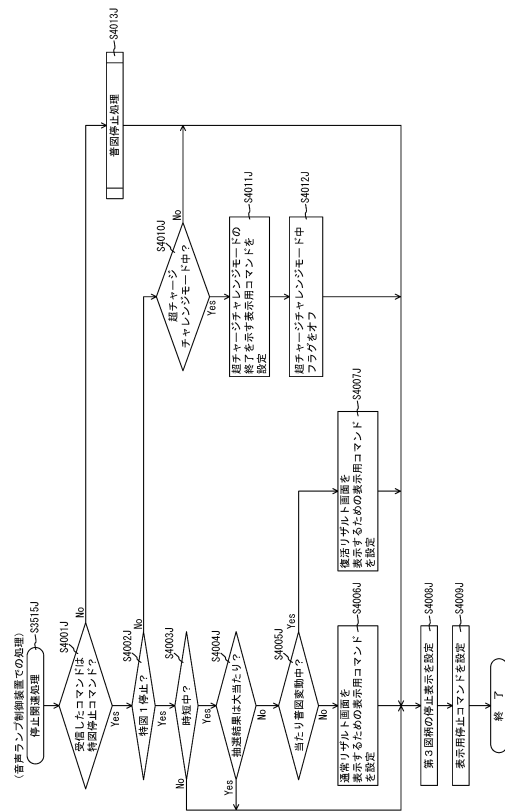 (音声ランプ制御装置での処理)
停止関連処理
S3515J
受信したコマンドは
特図停止コマンド?
S4001J
Yes
No
特図1停止?
S4002J
Yes
No
時短中?
S4003J
Yes
No
抽選結果は大当たり?
S4004J
Yes
No
当たり普図変動中?
S4005J
Yes
No
通常リザルト画面を
表示するための表示用コマンド
を設定
S4006J
復活リザルト画面を
表示するための表示用コマンド
を設定
S4007J
第3図柄の停止表示を設定
S4008J
表示用停止コマンドを設定
S4009J
終 了
超チャージ
チャレンジモード中?
S4010J
Yes
No
超チャージチャレンジモードの
終了を示す表示用コマンドを
設定
S4011J
超チャージチャレンジモード中
フラグをオフ
S4012J
普図停止処理
S4013J